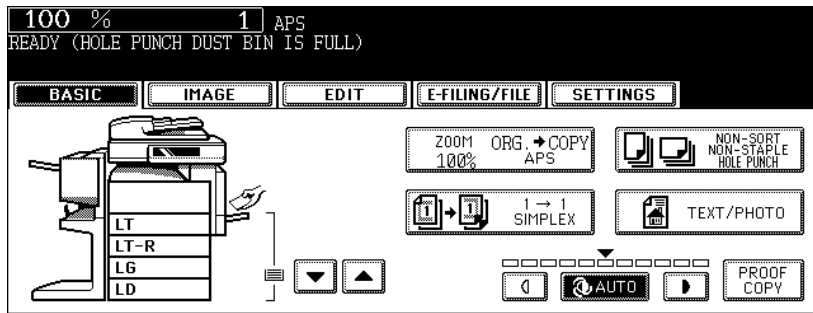 100 % 1 APS
READY (HOLE PUNCH DUST BIN IS FULL)
BASIC IMAGE EDIT E-FILING/FILE SETTINGS
ZOOM ORG.➔COPY
100% APS
NON-SORT
NON-STAPLE
HOLE PUNCH
1 1
1 → 1
SIMPLEX
TEXT/PHOTO
LT
LT-R
LG
LD
AUTO
PROOF
COPY